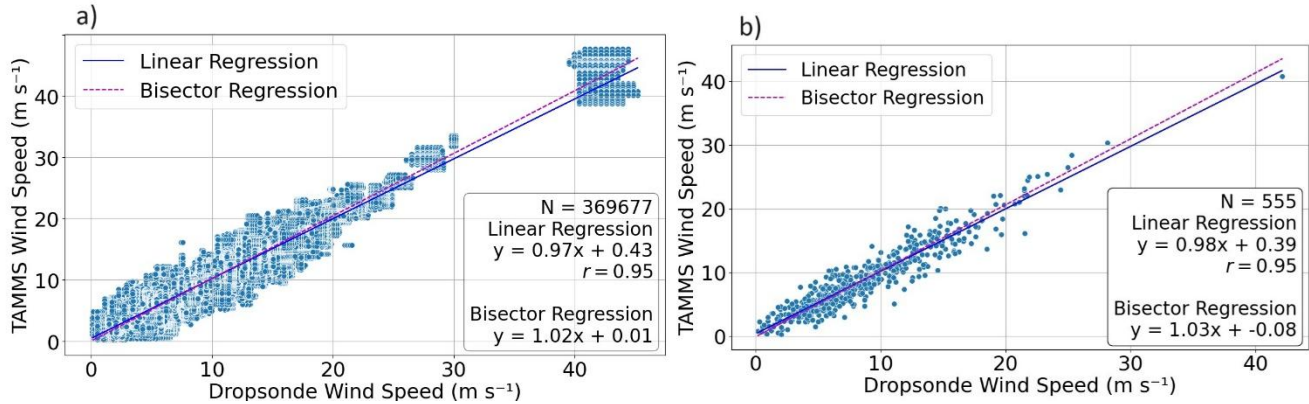 a)
Linear Regression
Bisector Regression
TAMMS Wind Speed (m s⁻¹)
40
30
20
10
0
N = 369677
Linear Regression
y = 0.97x + 0.43
r = 0.95
Bisector Regression
y = 1.02x + 0.01
0 10 20 30 40
Dropsonde Wind Speed (m s⁻¹)
b)
Linear Regression
Bisector Regression
TAMMS Wind Speed (m s⁻¹)
40
30
20
10
0
N = 555
Linear Regression
y = 0.98x + 0.39
r = 0.95
Bisector Regression
y = 1.03x + -0.08
0 10 20 30 40
Dropsonde Wind Speed (m s⁻¹)